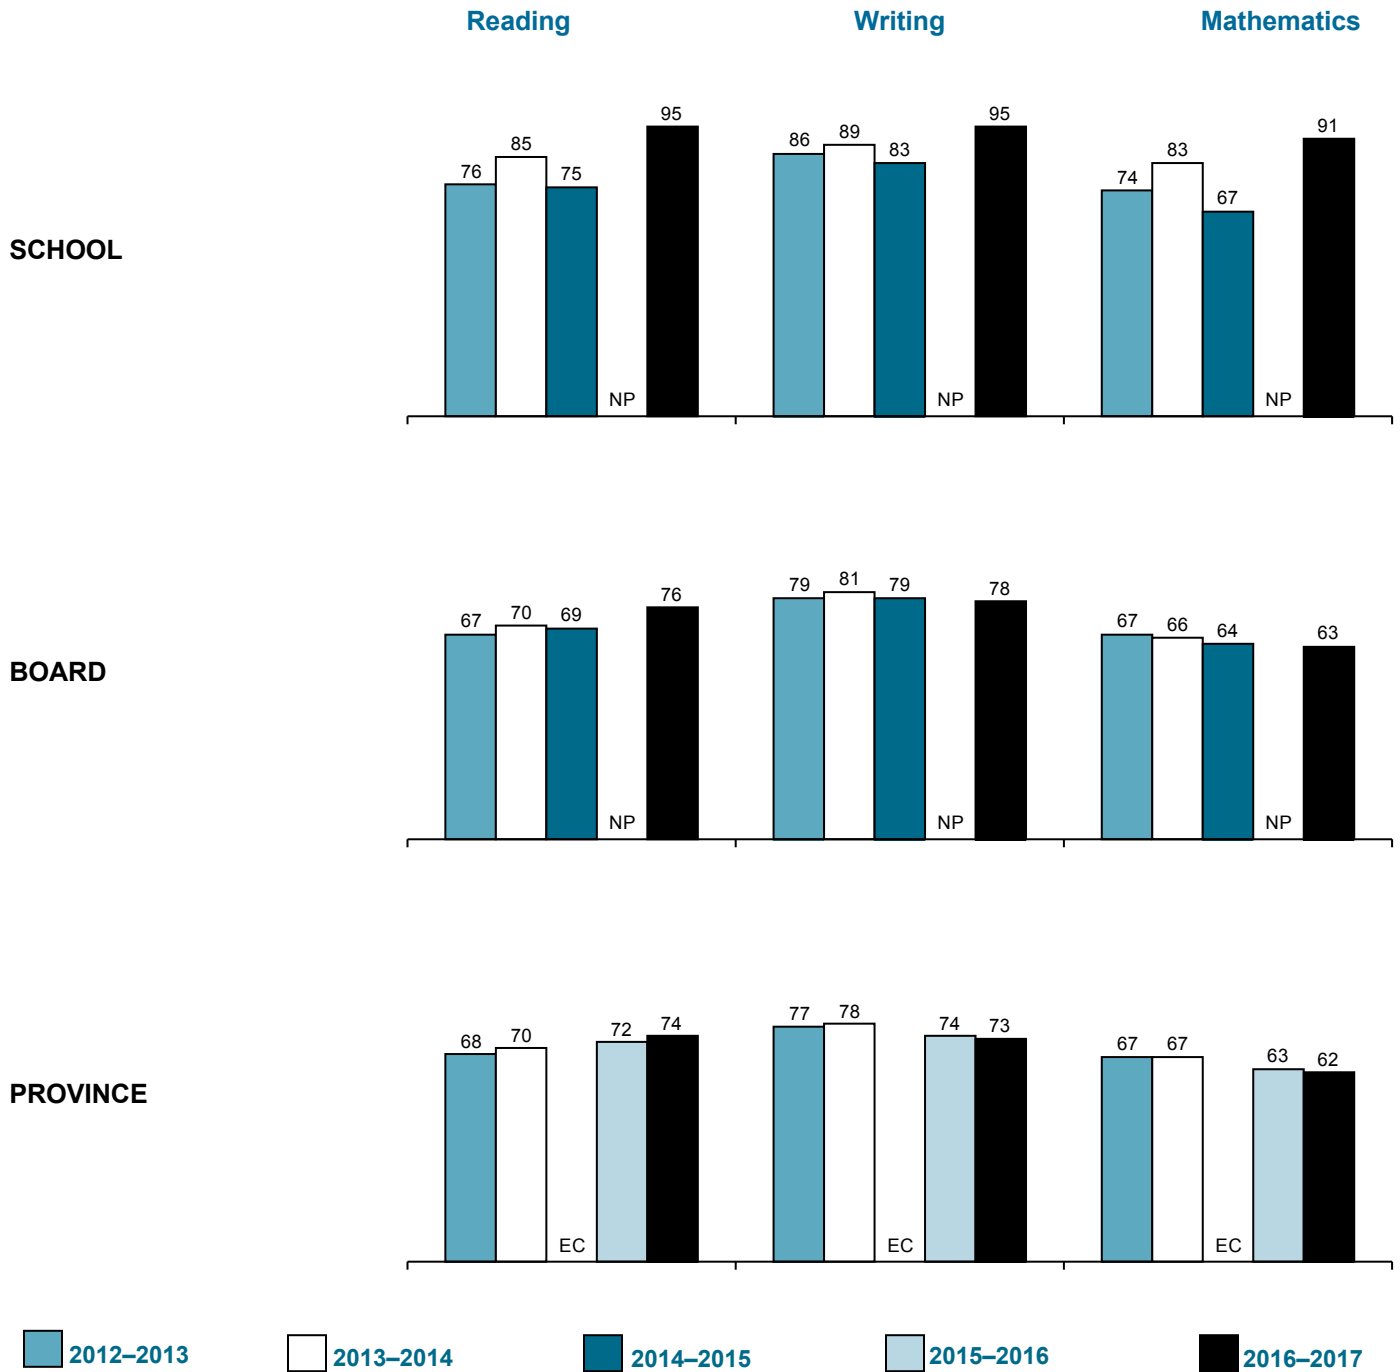 Reading Writing Mathematics
SCHOOL
76 85 75 NP 95 86 89 83 NP 95 74 83 67 NP 91
BOARD
67 70 69 NP 76 79 81 79 NP 78 67 66 64 NP 63
PROVINCE
68 70 EC 72 74 77 78 EC 74 73 67 67 EC 63 62
2012–2013 2013–2014 2014–2015 2015–2016 2016–2017